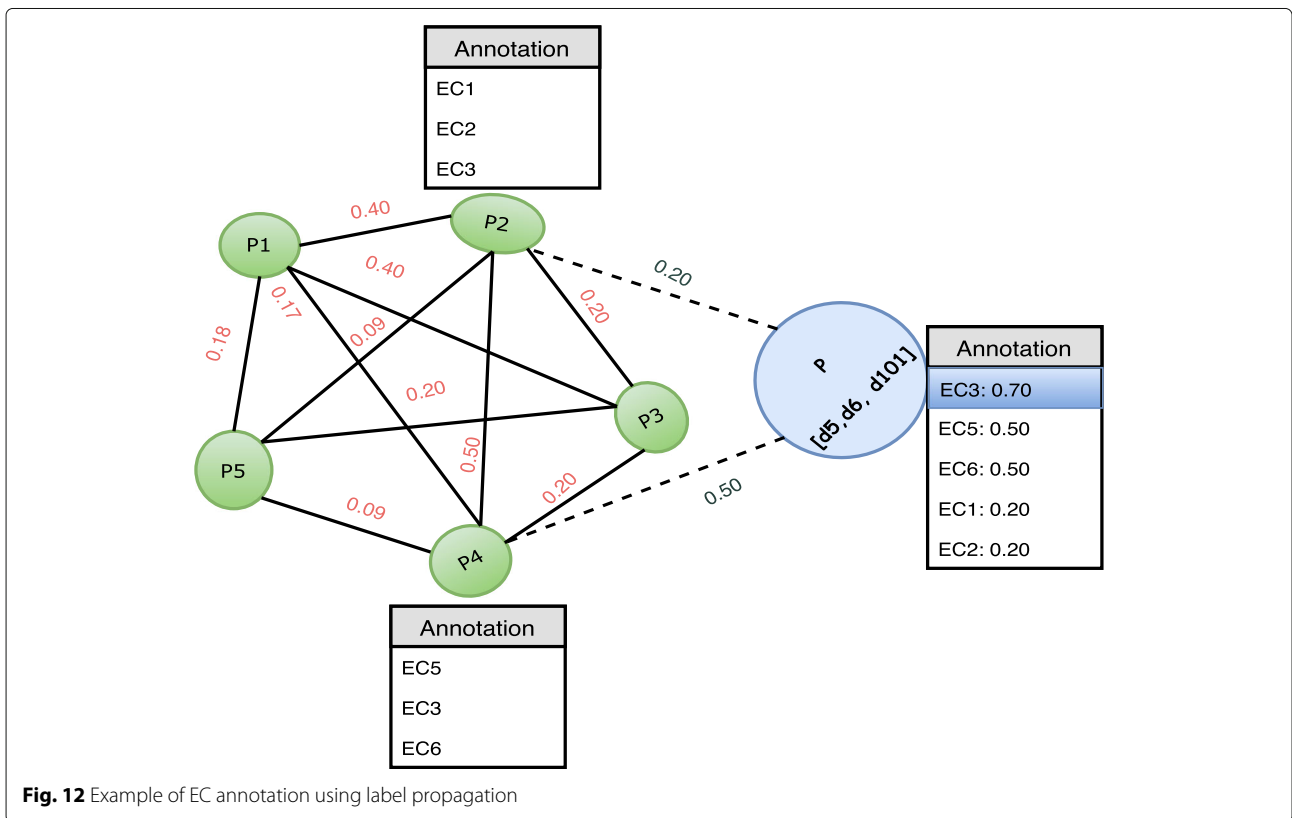 Annotation
EC1
EC2
EC3
0.40
P2
P1
0.40
0.20
0.17
0.20
0.18
0.09
P
[d5,d6, d101]
Annotation
EC3: 0.70
EC5: 0.50
EC6: 0.50
EC1: 0.20
EC2: 0.20
0.20
P3
P5
0.50
0.20
0.50
0.09
P4
Annotation
EC5
EC3
EC6
Fig. 12 Example of EC annotation using label propagation